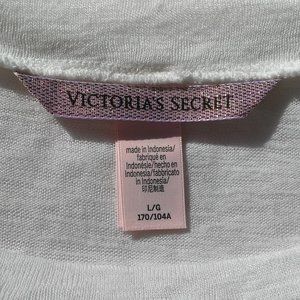 VICTORIA'S SECRET
made in Indonesia/
fabriqué en
Indonésie/hecho en
Indonesia/fabbricato
in Indonesia/
印尼制造
L/G
170/104A